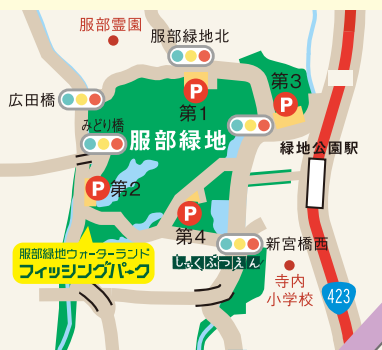 服部霊園
服部緑地北
広田橋
P
第1
第3
P
みどり橋
服部緑地
緑地公園駅
P
第2
P
第4
新宮橋西
服部緑地ウォーターランド
フィッシングパーク
しょくぶつえん
寺内
小学校
423